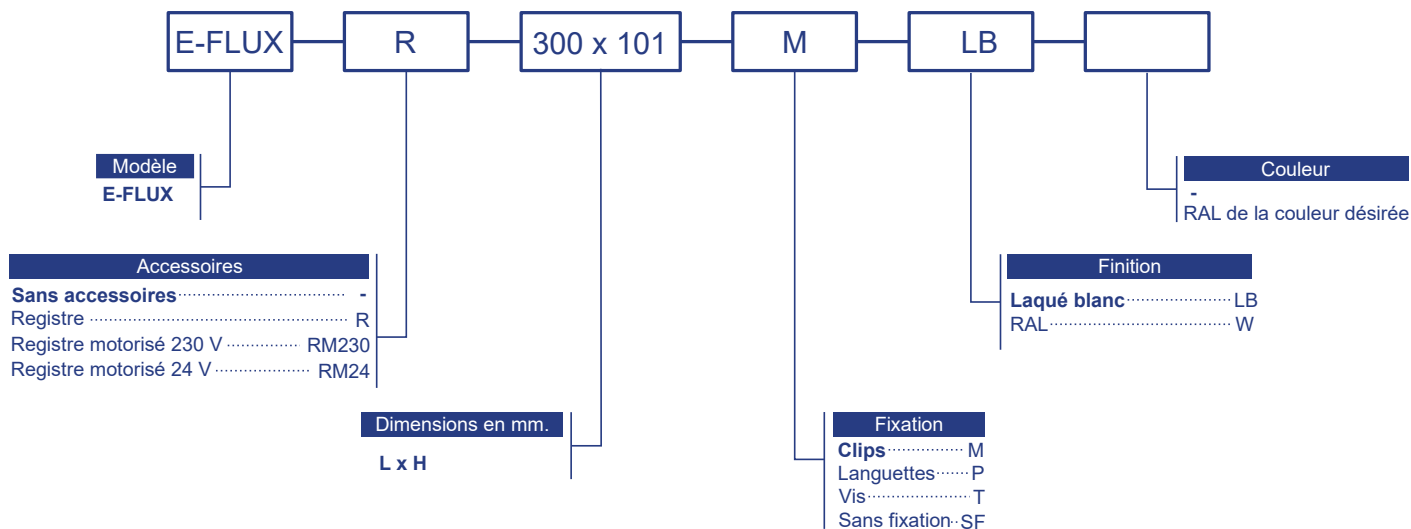 E-FLUX R 300 x 101 M LB
Modèle
E-FLUX
Couleur
-
RAL de la couleur désirée
Accessoires
Sans accessoires -
Registre R
Registre motorisé 230 V RM230
Registre motorisé 24 V RM24
Finition
Laqué blanc LB
RAL W
Dimensions en mm.
L x H
Fixation
Clips M
Languettes P
Vis T
Sans fixation SF